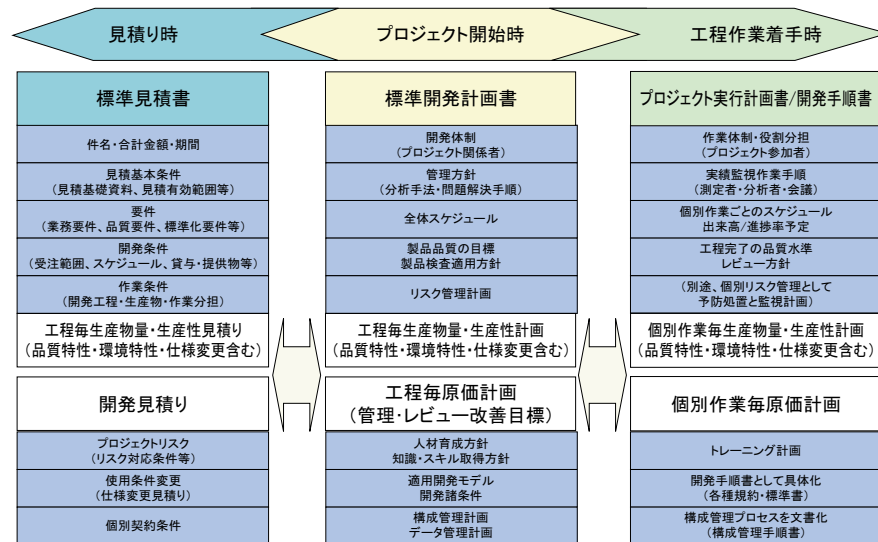 見積り時
プロジェクト開始時
工程作業着手時
標準見積書
件名・合計金額・期間
見積基本条件
(見積基礎資料、見積有効範囲等)
要件
(業務要件、品質要件、標準化要件等)
開発条件
(受注範囲、スケジュール、貸与・提供物等)
作業条件
(開発工程・生産物・作業分担)
工程毎生産物量・生産性見積り
(品質特性・環境特性・仕様変更含む)
開発見積り
プロジェクトリスク
(リスク対応条件等)
使用条件変更
(仕様変更見積り)
個別契約条件
標準開発計画書
開発体制
(プロジェクト関係者)
管理方針
(分析手法・問題解決手順)
全体スケジュール
製品品質の目標
製品検査適用方針
リスク管理計画
工程毎生産物量・生産性計画
(品質特性・環境特性・仕様変更含む)
工程毎原価計画
(管理・レビュー改善目標)
人材育成方針
知識・スキル取得方針
適用開発モデル
開発諸条件
構成管理計画
データ管理計画
プロジェクト実行計画書/開発手順書
作業体制・役割分担
(プロジェクト参加者)
実績監視作業手順
(測定者・分析者・会議)
個別作業ごとのスケジュール
出来高/進捗率予定
工程完了の品質水準
レビュー方針
(別途、個別リスク管理として
予防処置と監視計画)
個別作業毎生産物量・生産性計画
(品質特性・環境特性・仕様変更含む)
個別作業毎原価計画
トレーニング計画
開発手順書として具体化
(各種規約・標準書)
構成管理プロセスを文書化
(構成管理手順書)